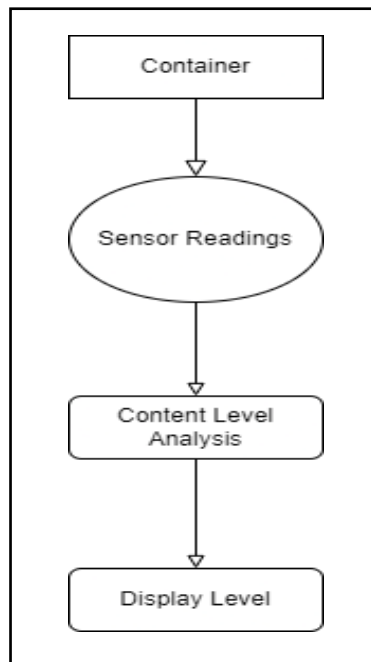 Container
Sensor Readings
Content Level
Analysis
Display Level